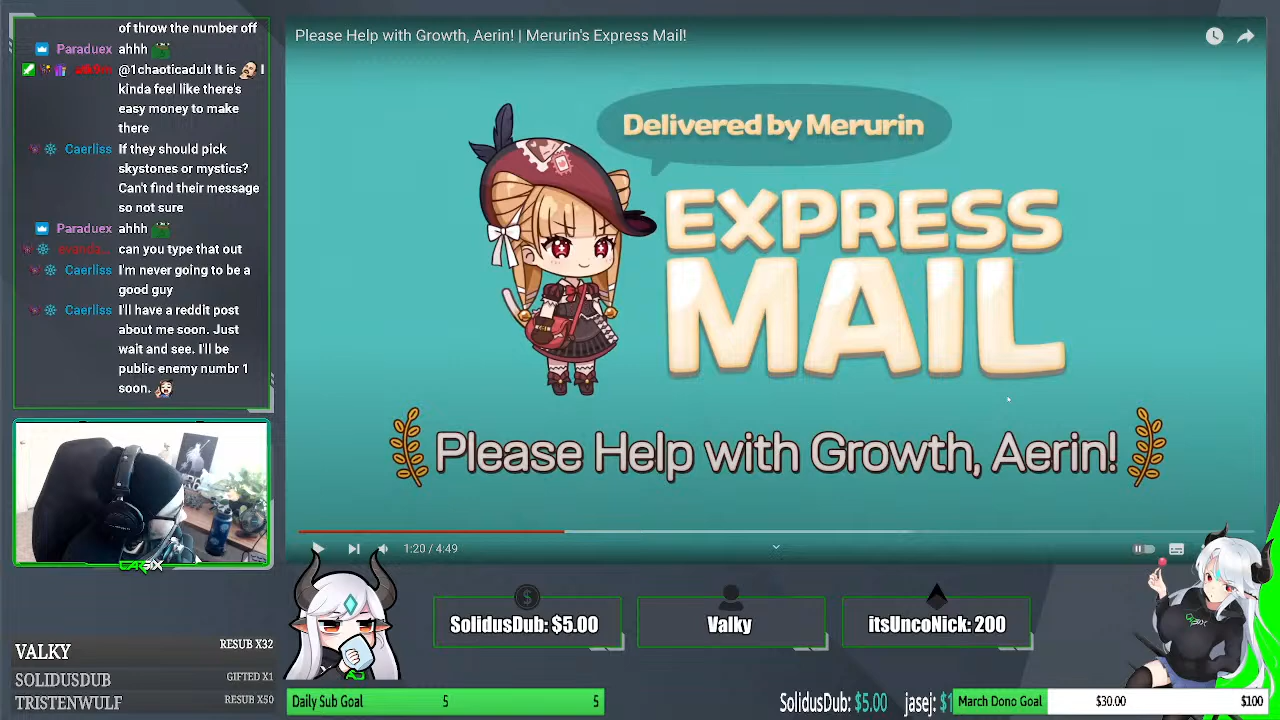 of throw the number off
Paraduex ahhh
@1chaoticadult It is I
kinda feel like there's
easy money to make
there
Caerliss If they should pick
skystones or mystics?
Can't find their message
so not sure
Paraduex ahhh
evanda... can you type that out
Caerliss I'm never going to be a
good guy
Caerliss I'll have a reddit post
about me soon. Just
wait and see. I'll be
public enemy numbr 1
soon.
Please Help with Growth, Aerin! | Merurin's Express Mail!
Delivered by Merurin
EXPRESS
MAIL
Please Help with Growth, Aerin!
1:20 / 4:49
SolidusDub: $5.00
Valky
itsUncoNick: 200
VALKY RESUB X32
SOLIDUSDUB GIFTED X1
TRISTENWULF RESUB X50
Daily Sub Goal 5 5
SolidusDub: $5.00 jasej: $1
March Dono Goal $30.00 $100